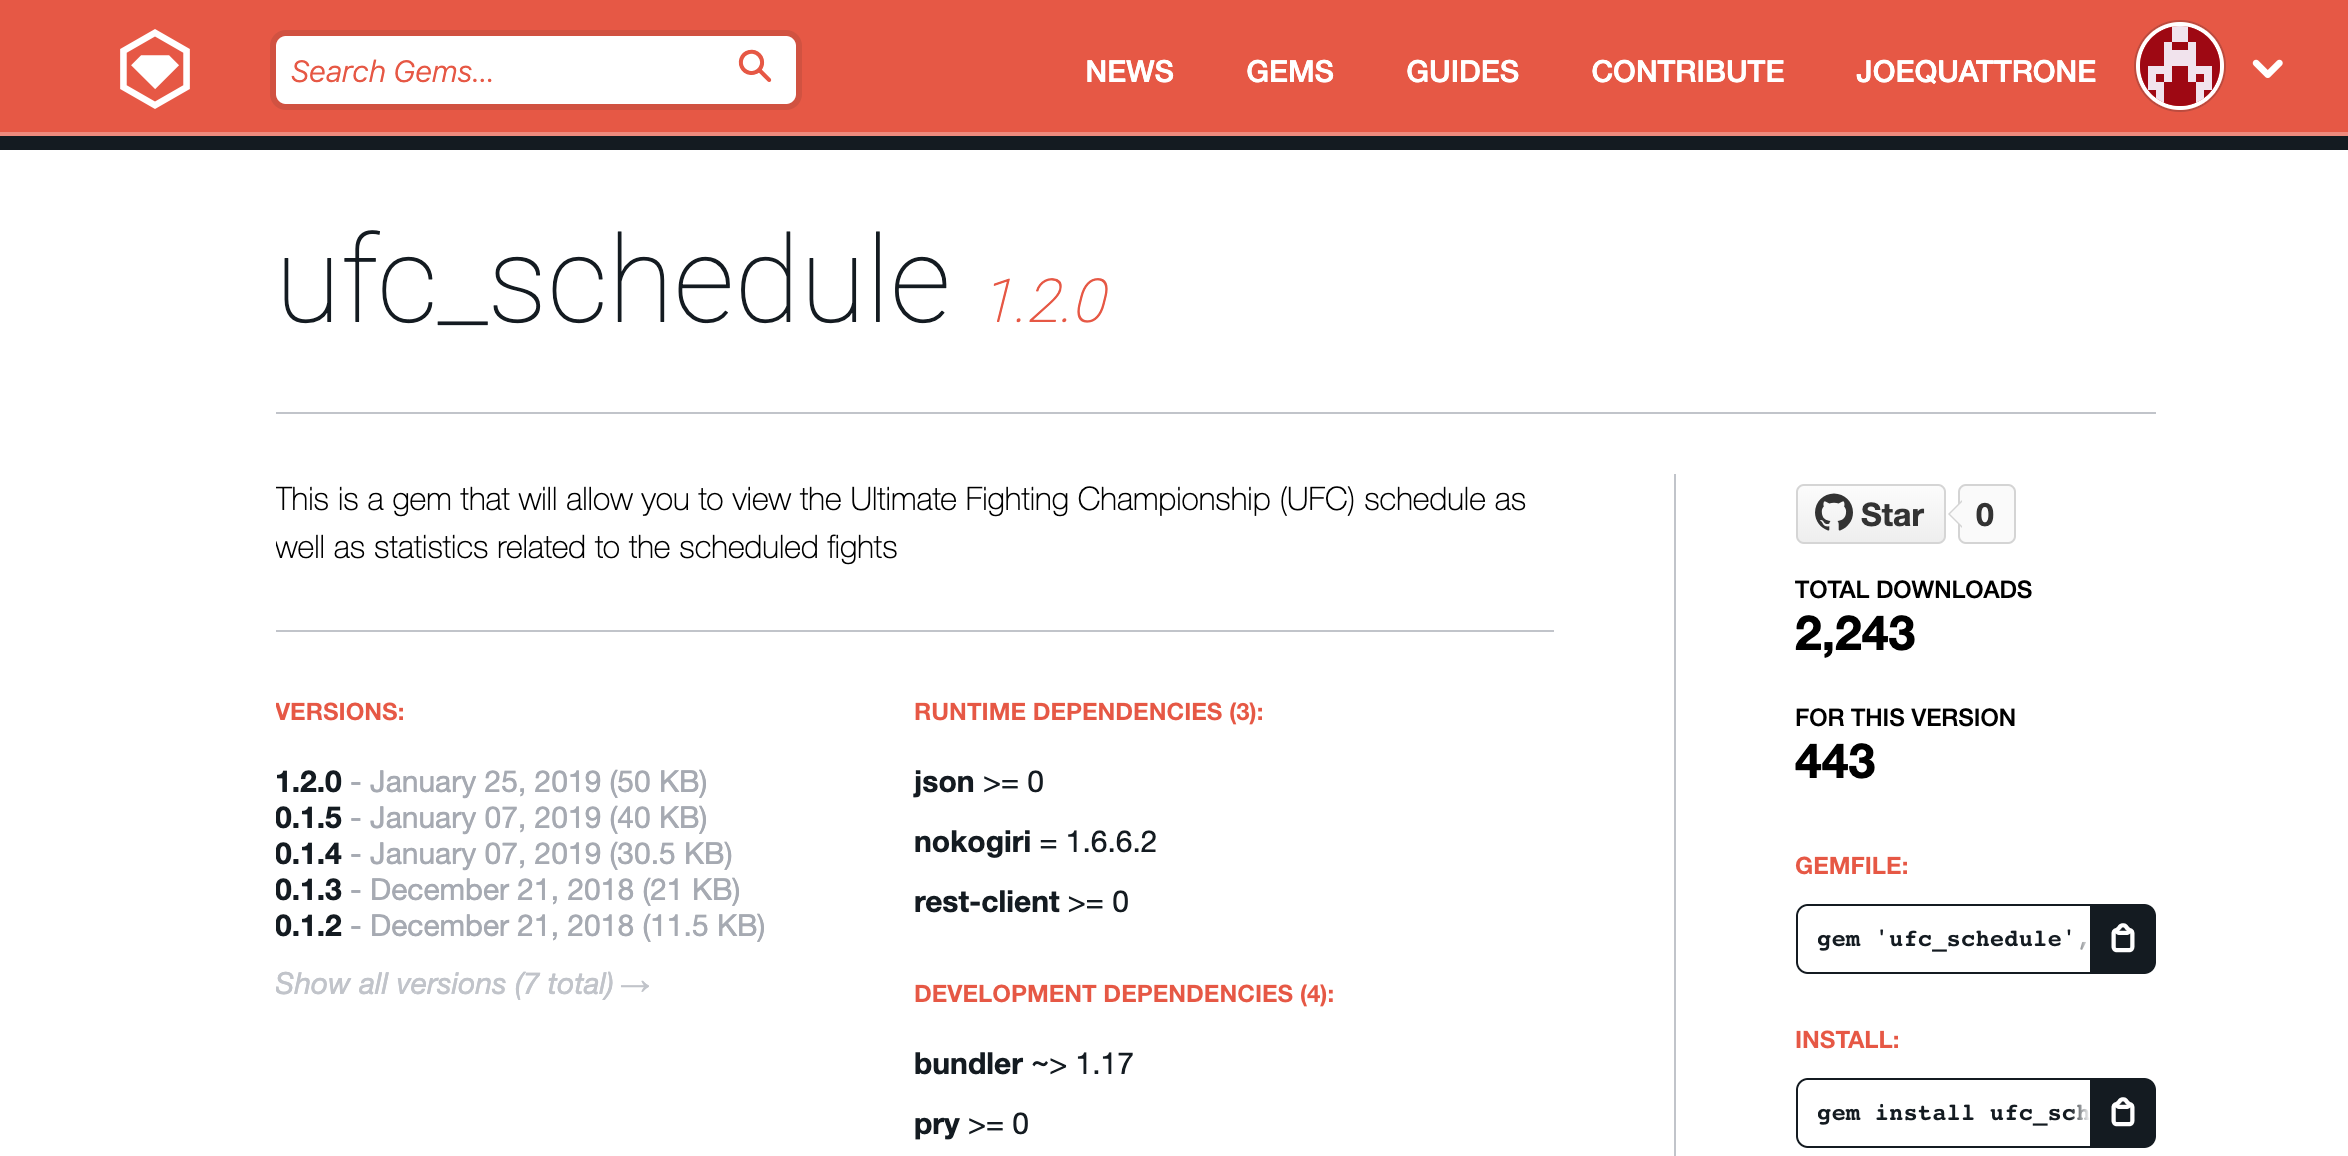 Search Gems...
NEWS GEMS GUIDES CONTRIBUTE JOEQUATTRONE
ufc_schedule 1.2.0
This is a gem that will allow you to view the Ultimate Fighting Championship (UFC) schedule as
well as statistics related to the scheduled fights
VERSIONS:
1.2.0 - January 25, 2019 (50 KB)
0.1.5 - January 07, 2019 (40 KB)
0.1.4 - January 07, 2019 (30.5 KB)
0.1.3 - December 21, 2018 (21 KB)
0.1.2 - December 21, 2018 (11.5 KB)
Show all versions (7 total) →
RUNTIME DEPENDENCIES (3):
json >= 0
nokogiri = 1.6.6.2
rest-client >= 0
DEVELOPMENT DEPENDENCIES (4):
bundler ~> 1.17
pry >= 0
Star 0
TOTAL DOWNLOADS
2,243
FOR THIS VERSION
443
GEMFILE:
gem 'ufc_schedule',
INSTALL:
gem install ufc_sch